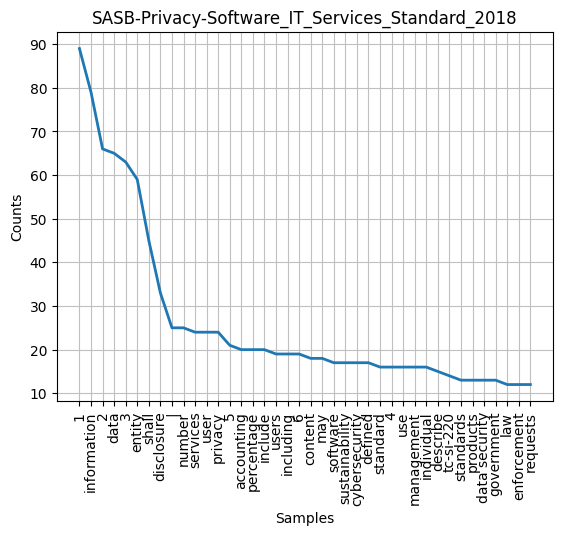 SASB-Privacy-Software_IT_Services_Standard_2018
Counts
90
80
70
60
50
40
30
20
10
1
information
2
data
3
entity
shall
disclosure
|
number
services
user
privacy
5
accounting
percentage
include
users
including
6
content
may
software
sustainability
cybersecurity
defined
standard
4
use
management
individual
describe
tc-si-220
standards
products
data security
government
law
enforcement
requests
Samples